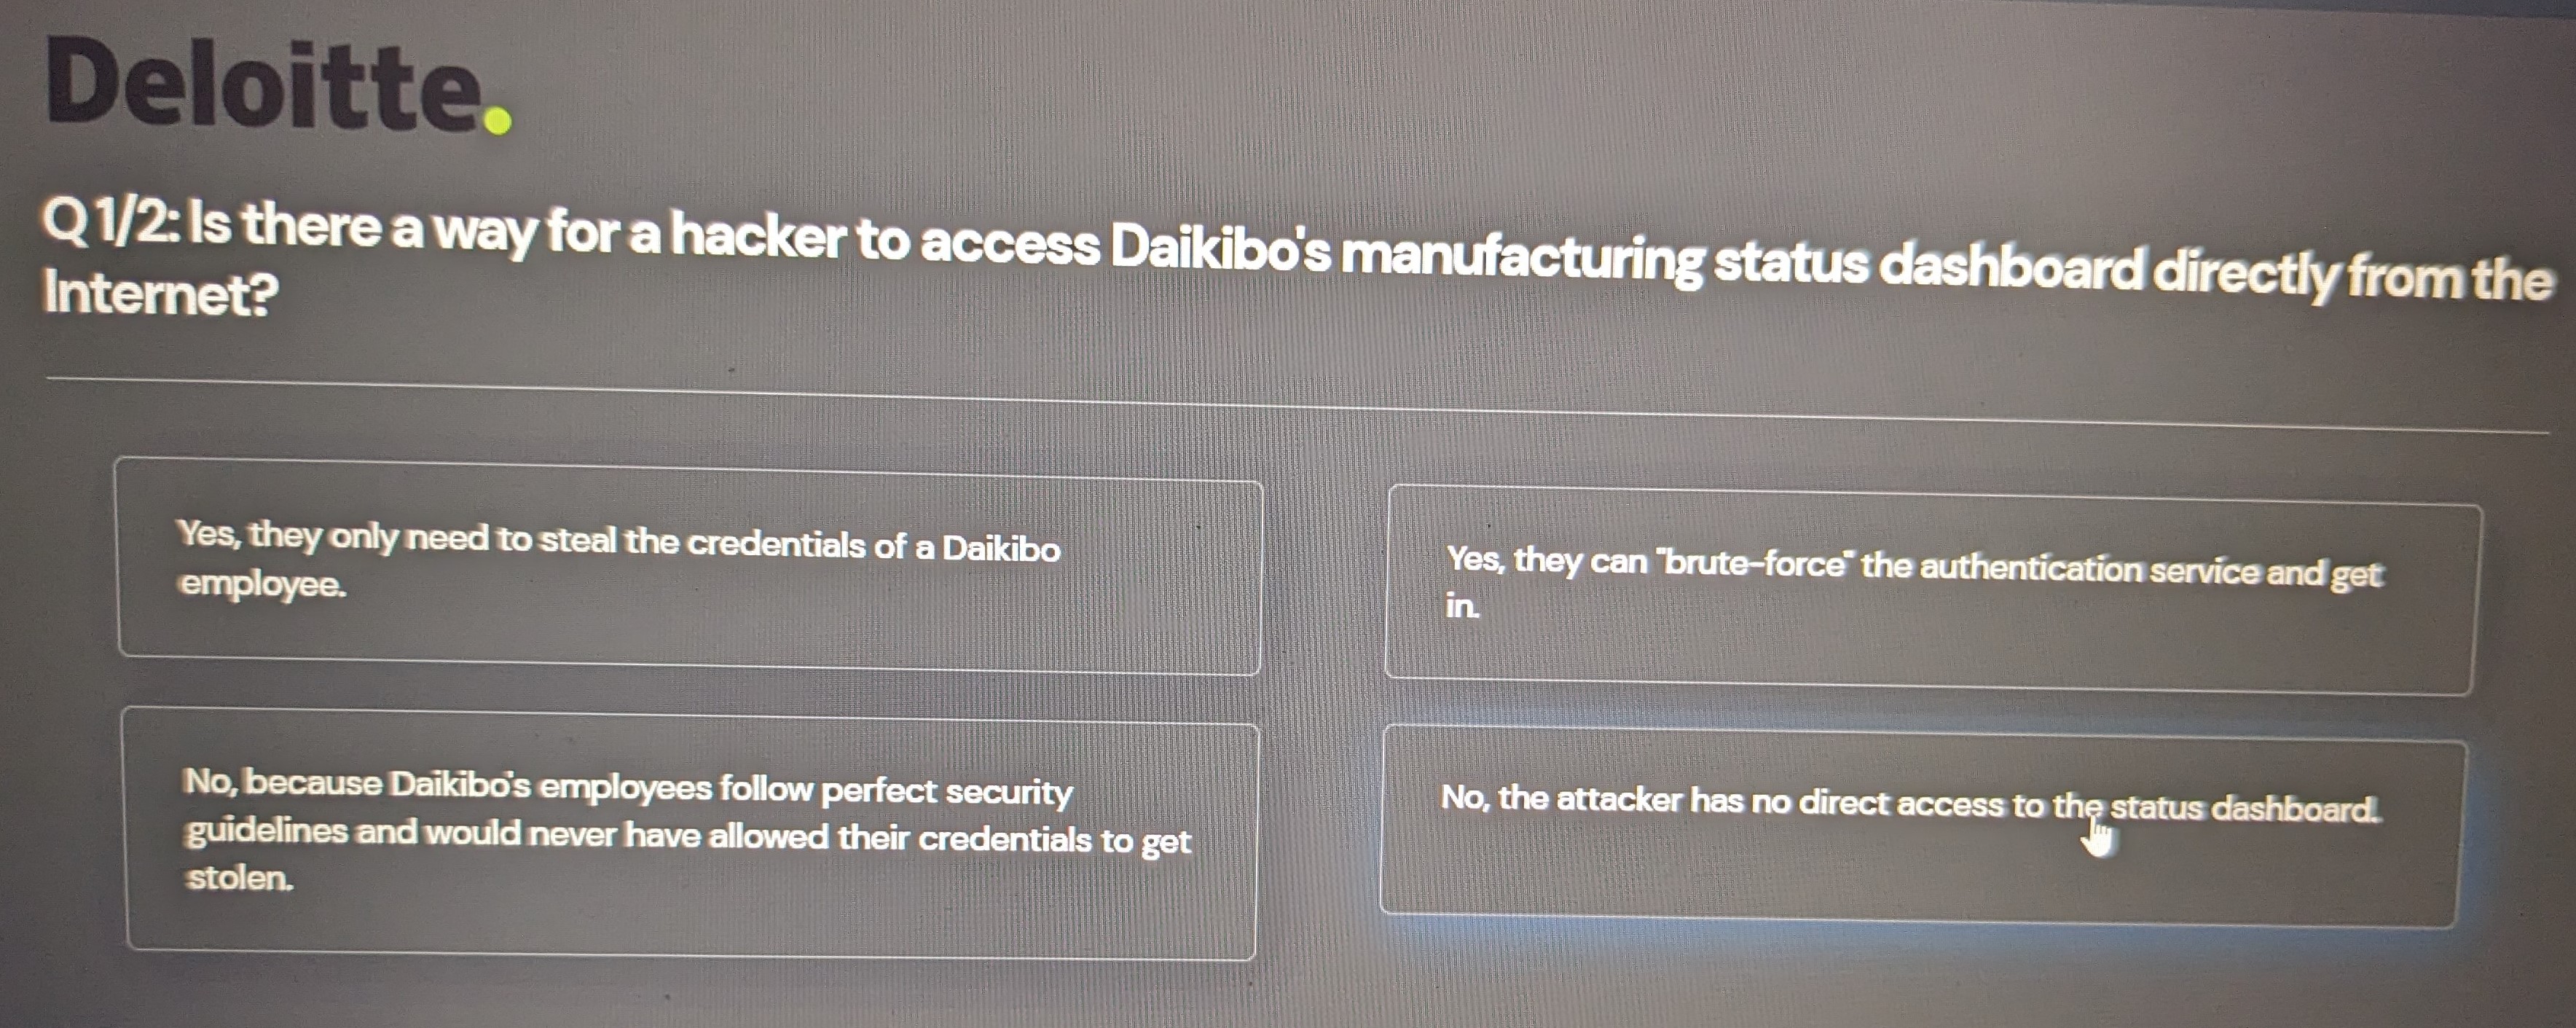 Deloitte.
Q 1/2: Is there a way for a hacker to access Daikibo's manufacturing status dashboard directly from the
Internet?
Yes, they only need to steal the credentials of a Daikibo
employee.
Yes, they can "brute-force" the authentication service and get
in.
No, because Daikibo's employees follow perfect security
guidelines and would never have allowed their credentials to get
stolen.
No, the attacker has no direct access to the status dashboard.